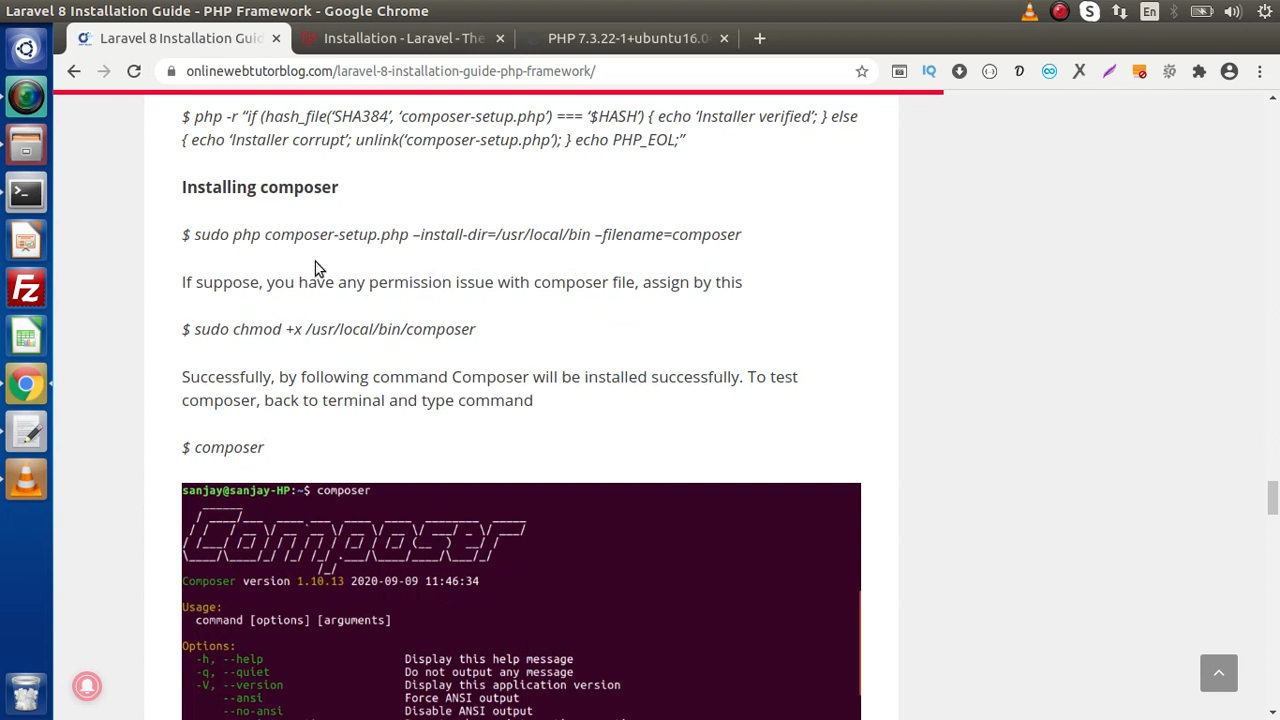 Laravel 8 Installation Guide - PHP Framework - Google Chrome
En
Laravel 8 Installation Gui
Installation - Laravel - The
PHP 7.3.22-1+ubuntu16.0
onlinewebtutorblog.com/laravel-8-installation-guide-php-framework/
IQ
$ php -r “if (hash_file(‘SHA384’, ‘composer-setup.php’) === ‘$HASH’) { echo ‘Installer verified’; } else
{ echo ‘Installer corrupt’; unlink(‘composer-setup.php’); } echo PHP_EOL;”
Installing composer
$ sudo php composer-setup.php –install-dir=/usr/local/bin –filename=composer
If suppose, you have any permission issue with composer file, assign by this
$ sudo chmod +x /usr/local/bin/composer
Successfully, by following command Composer will be installed successfully. To test
composer, back to terminal and type command
$ composer
sanjay@sanjay-HP:~$ composer
Composer
Composer version 1.10.13 2020-09-09 11:46:34
Usage:
command [options] [arguments]
Options:
-h, --help Display this help message
-q, --quiet Do not output any message
-V, --version Display this application version
--ansi Force ANSI output
--no-ansi Disable ANSI output